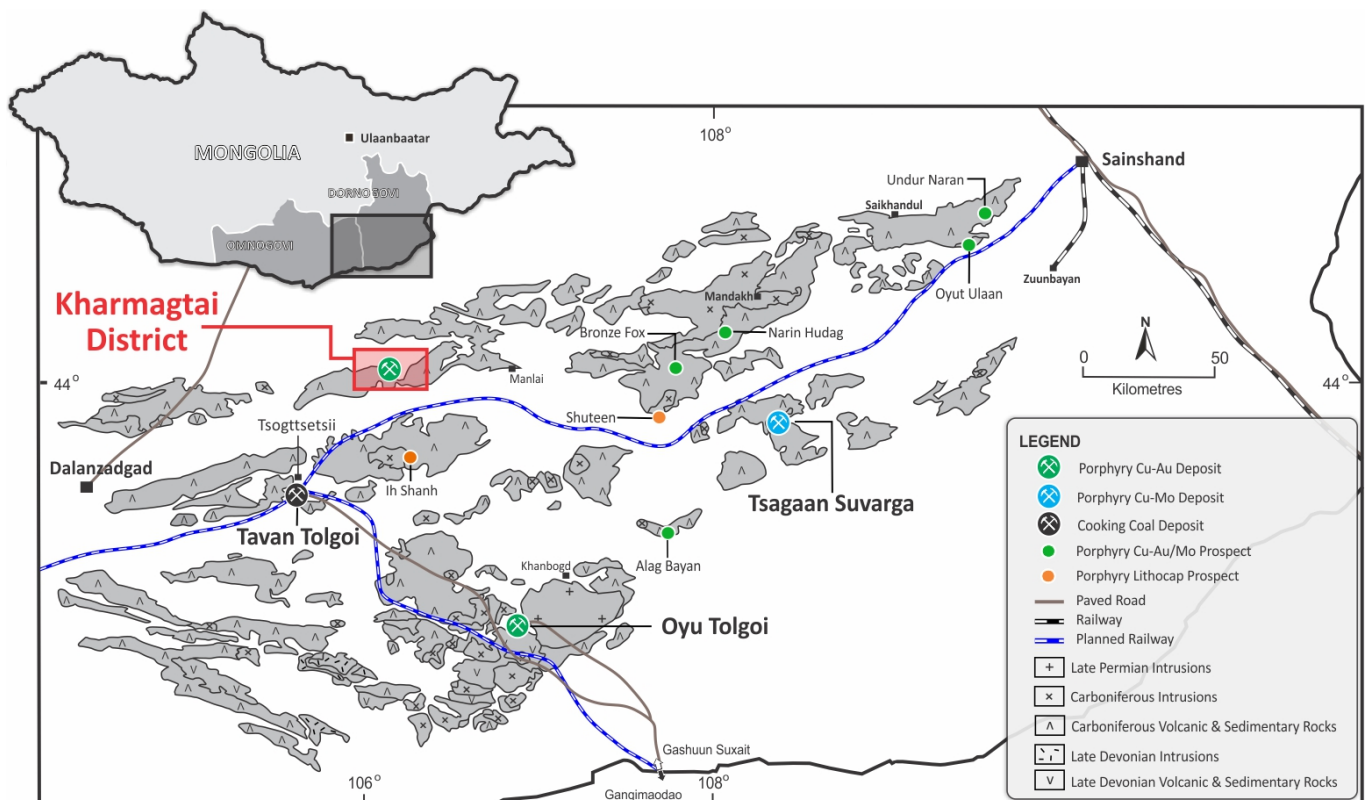 Ulaanbaatar
MONGOLIA
DORNOGOVI
OMNOGOVI
108°
Sainshand
Undur Naran
Saikhandul
Zuunbayan
Oyut Ulaan
Mandakh
Kharmagtai
District
Bronze Fox
Narin Hudag
N
0 50
Kilometres
44°
Manlai
44°
Shuteen
Tsogttsetsii
Dalanzadgad
Ih Shanh
Tsagaan Suvarga
Tavan Tolgoi
Alag Bayan
Khanbogd
Oyu Tolgoi
LEGEND
Porphyry Cu-Au Deposit
Porphyry Cu-Mo Deposit
Cooking Coal Deposit
Porphyry Cu-Au/Mo Prospect
Porphyry Lithocap Prospect
Paved Road
Railway
Planned Railway
Late Permian Intrusions
Carboniferous Intrusions
Carboniferous Volcanic & Sedimentary Rocks
Late Devonian Intrusions
Late Devonian Volcanic & Sedimentary Rocks
Gashuun Suxait
106°
108°
Gangimaodao